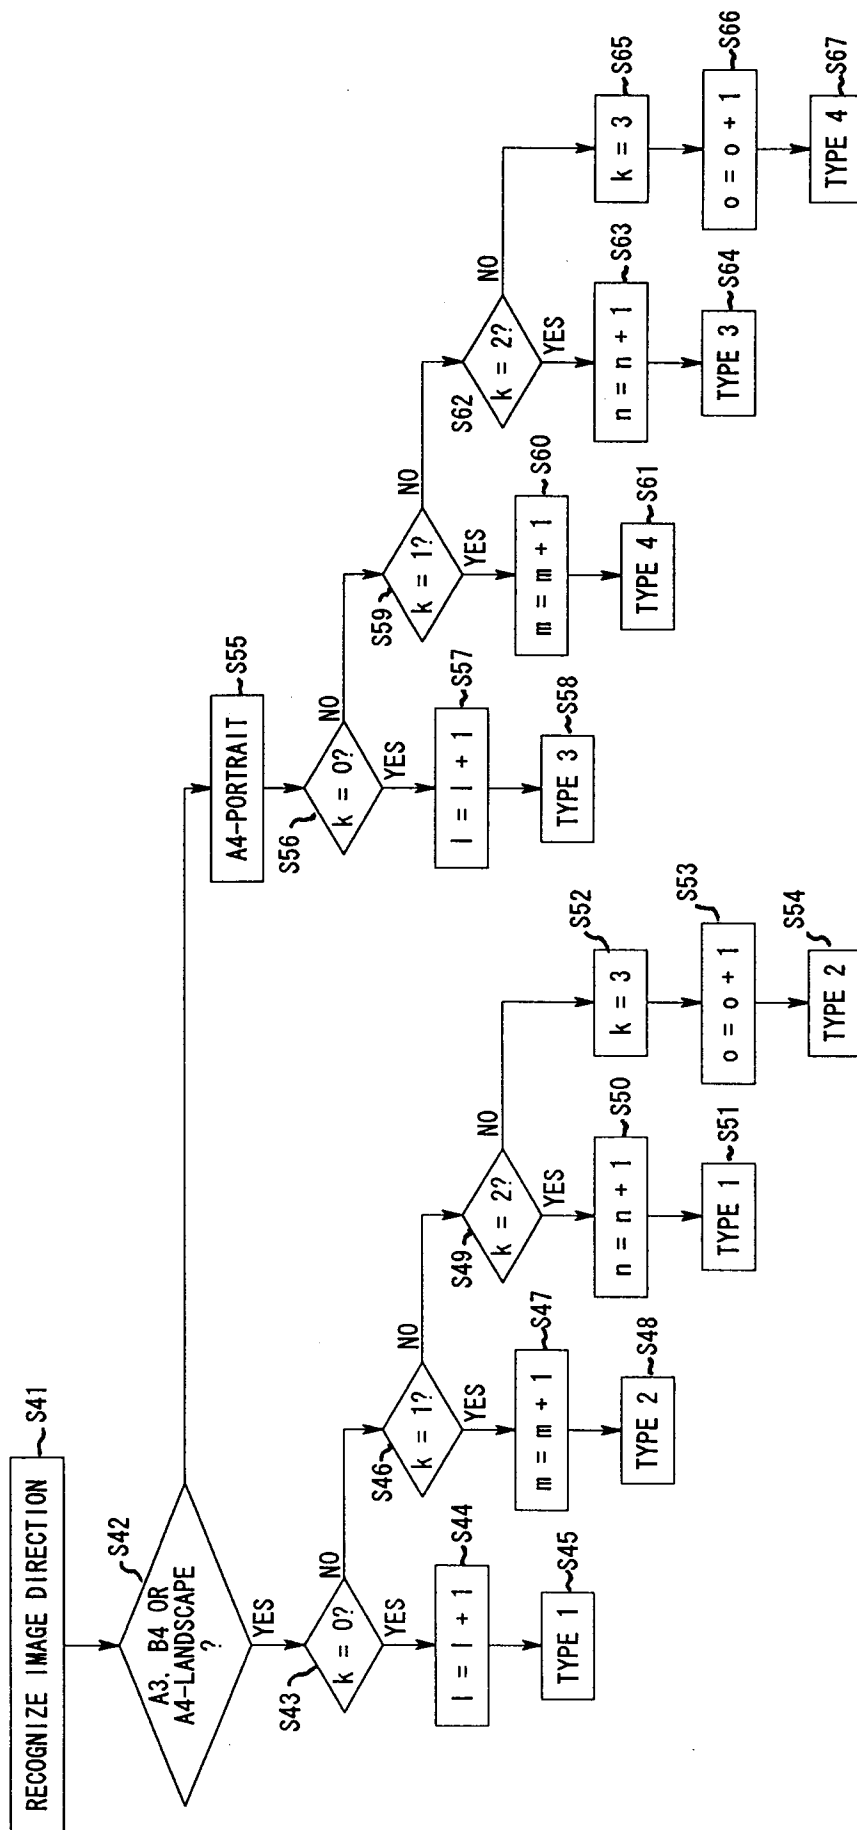 RECOGNIZE IMAGE DIRECTION
S41
A3. B4 OR
A4-LANDSCAPE
?
S42
YES
k = 0?
S43
NO
YES
l = l + 1
S44
TYPE 1
S45
k = 1?
S46
NO
YES
m = m + 1
S47
TYPE 2
S48
k = 2?
S49
NO
YES
n = n + 1
S50
TYPE 1
S51
k = 3
S52
o = o + 1
S53
TYPE 2
S54
A4-PORTRAIT
S55
k = 0?
S56
NO
YES
l = l + 1
S57
TYPE 3
S58
k = 1?
S59
NO
YES
m = m + 1
S60
TYPE 4
S61
k = 2?
S62
NO
YES
n = n + 1
S63
TYPE 3
S64
k = 3
S65
o = o + 1
S66
TYPE 4
S67